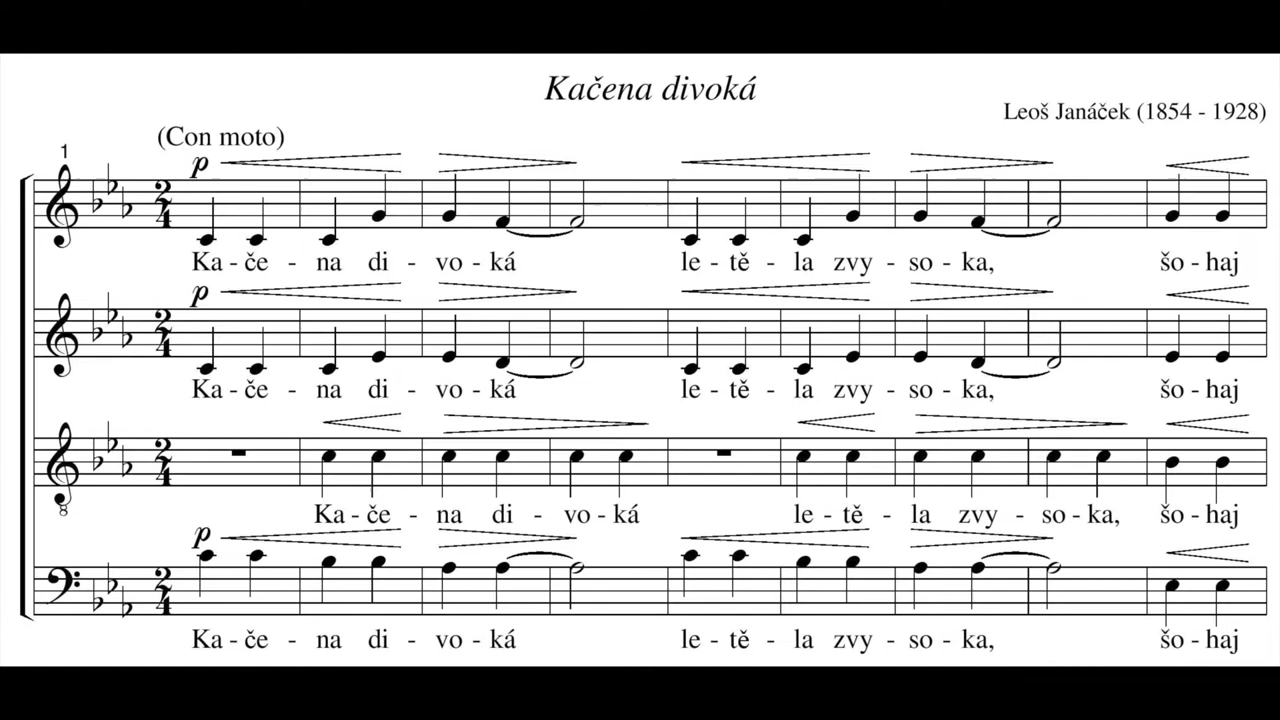 Kačena divoká
Leoš Janáček (1854 - 1928)
(Con moto)
1
p
Ka - če - na di - vo - ká le - tě - la zvy - so - ka, šo - haj
p
Ka - če - na di - vo - ká le - tě - la zvy - so - ka, šo - haj
Ka - če - na di - vo - ká le - tě - la zvy - so - ka, šo - haj
8
p
Ka - če - na di - vo - ká le - tě - la zvy - so - ka, šo - haj